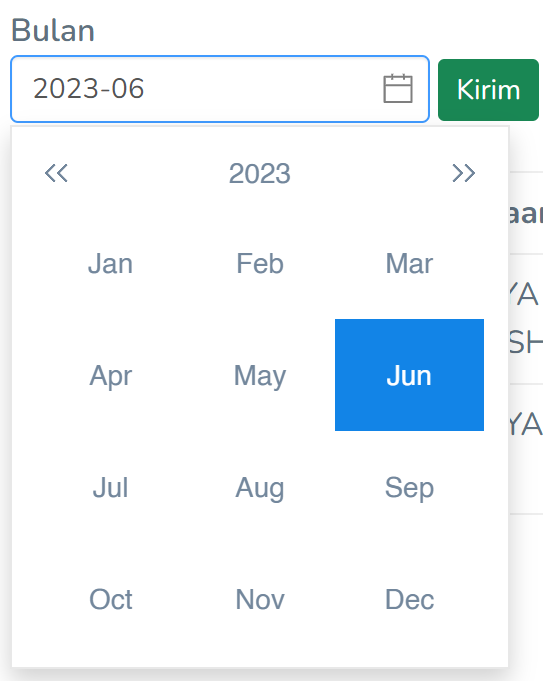 Bulan
2023-06 Kirim
2023
Jan Feb Mar
Apr May Jun
Jul Aug Sep
Oct Nov Dec